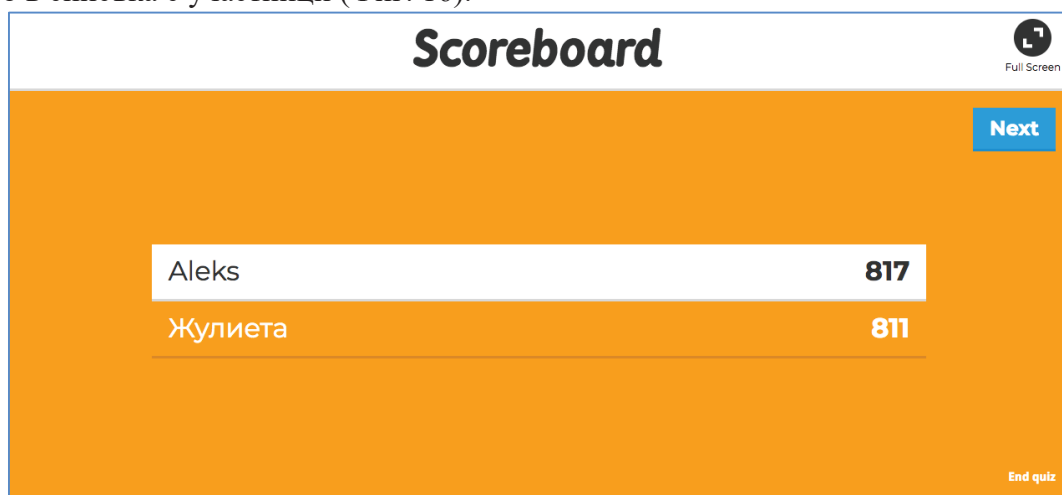 Scoreboard
Full Screen
Next
Aleks 817
Жулиета 811
End quiz